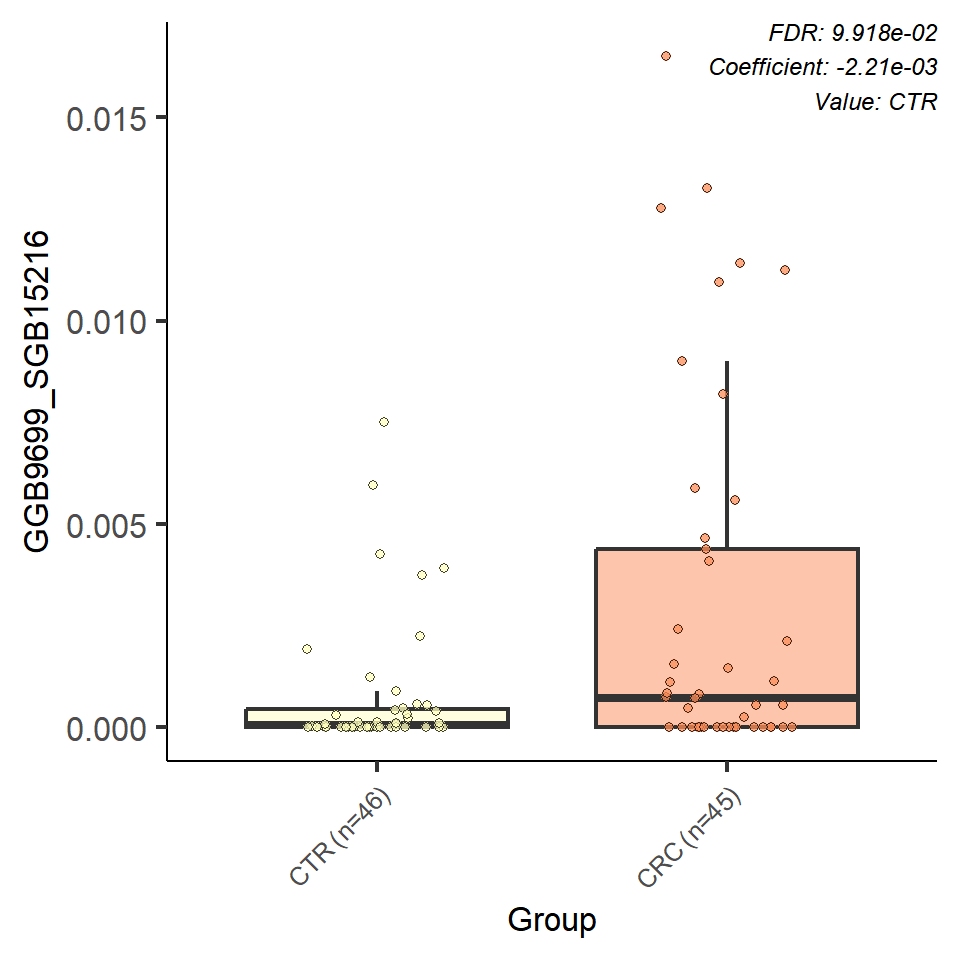 FDR: 9.918e-02
Coefficient: -2.21e-03
Value: CTR
GGB9699_SGB15216
0.015
0.010
0.005
0.000
CTR (n=46)
CRC (n=45)
Group